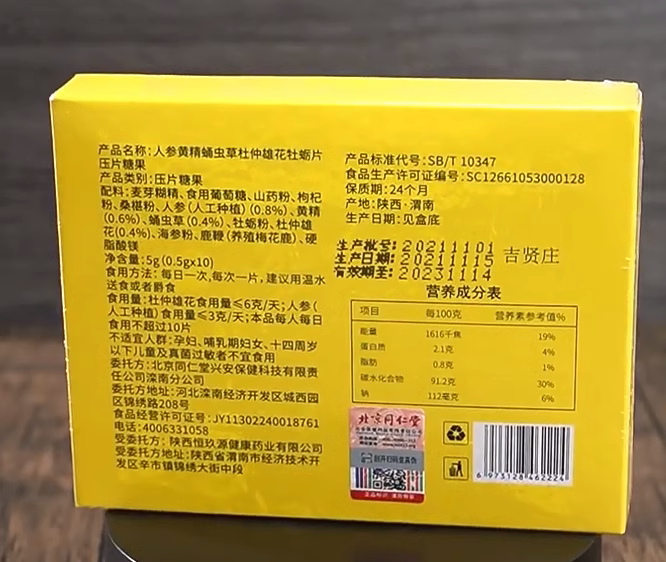 产品名称:人参黄精蛹虫草杜仲雄花牡蛎片
压片糖果
产品类别:压片糖果
配料:麦芽糊精、食用葡萄糖、山药粉、枸杞
粉、桑椹粉、人参(人工种植)(0.8%)、黄精
(0.6%)、蛹虫草(0.4%)、牡蛎粉、杜仲雄
花(0.4%)、海参粉、鹿鞭(养殖梅花鹿)、硬
脂酸镁
净含量:5g(0.5gx10)
食用方法:每日一次,每次一片,建议用温水
送食或者爵食
食用量:杜仲雄花食用量≤6克/天;人参(
人工种植)食用量≤3克/天;本品每人每日
食用不超过10片
不适宜人群:孕妇、哺乳期妇女、十四周岁
以下儿童及真菌过敏者不宜食用
委托方:北京同仁堂兴安保健科技有限责
任公司滦南分公司
委托方地址:河北滦南经济开发区城西园
区锦绣路208号
食品经营许可证号:JY11302240018761
电话:4006331058
受委托方:陕西恒玖源健康药业有限公司
受委托方地址:陕西省渭南市经济技术开
发区辛市镇锦绣大街中段
产品标准代号:SB/T 10347
食品生产许可证编号:SC12661053000128
保质期:24个月
产地:陕西·渭南
生产日期:见盒底
生产批号:20211101
生产日期:20211115
有效期至:20231114
吉贤庄
营养成分表
项目 每100克 营养素参考值%
能量 1616千焦 19%
蛋白质 2.1克 4%
脂肪 0.8克 1%
碳水化合物 91.2克 30%
钠 112毫克 6%
北京同仁堂
刮开扫码查真伪
6 973128 462224